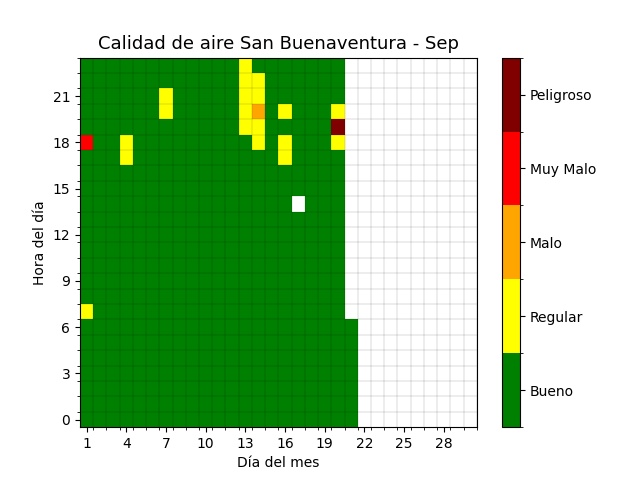 Calidad de aire San Buenaventura - Sep
Hora del día
21
18
15
12
9
6
3
0
1 4 7 10 13 16 19 22 25 28
Día del mes
Peligroso
Muy Malo
Malo
Regular
Bueno